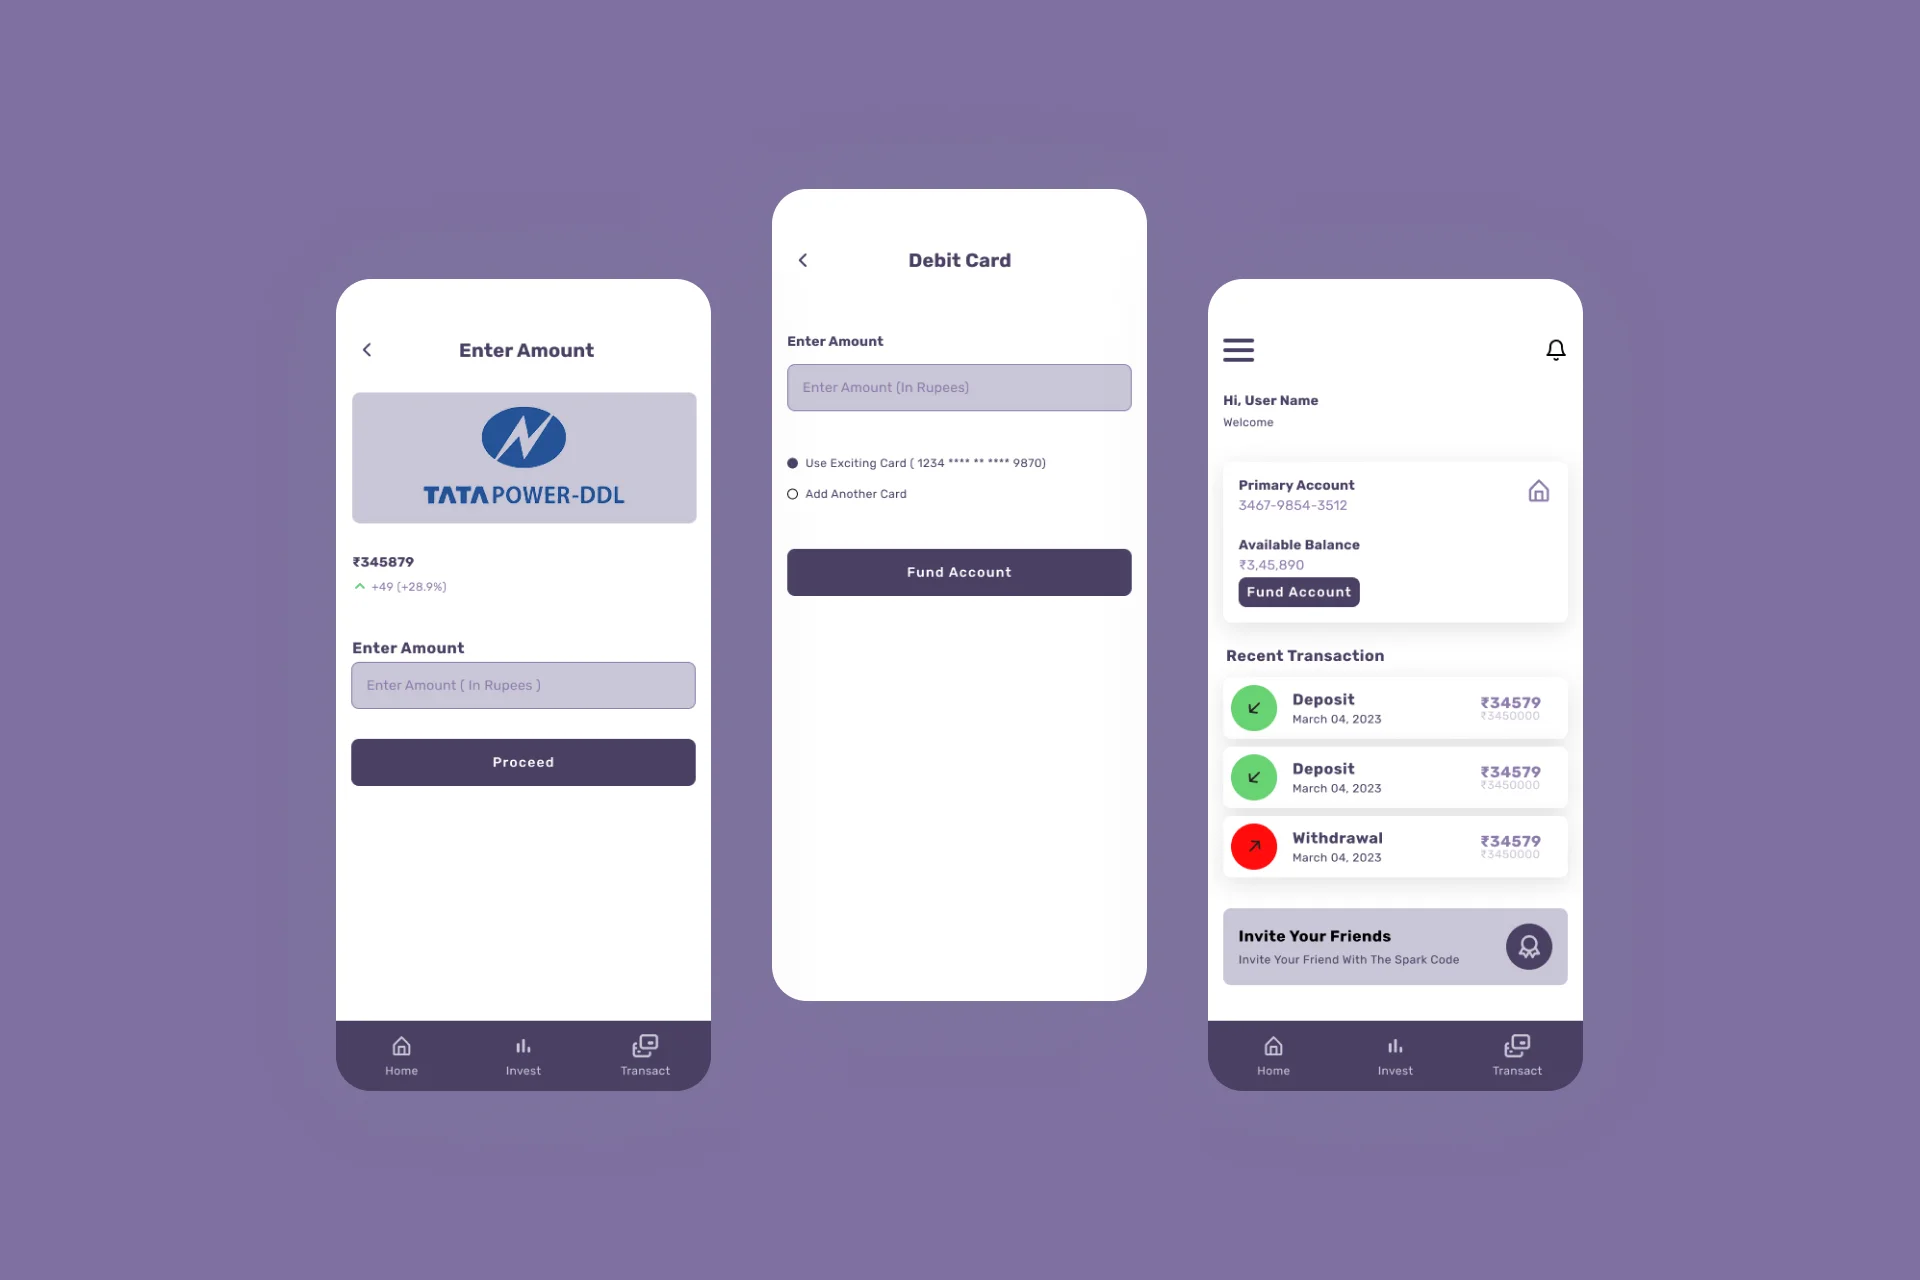 Enter Amount
TATA POWER-DDL
₹345879
+49 (+28.9%)
Enter Amount
Enter Amount ( In Rupees )
Proceed
Home
Invest
Transact
Debit Card
Enter Amount
Enter Amount (In Rupees)
Use Exciting Card ( 1234 **** ** **** 9870)
Add Another Card
Fund Account
Hi, User Name
Welcome
Primary Account
3467-9854-3512
Available Balance
₹3,45,890
Fund Account
Recent Transaction
Deposit
₹34579
March 04, 2023
₹3450000
Deposit
₹34579
March 04, 2023
₹3450000
Withdrawal
₹34579
March 04, 2023
₹3450000
Invite Your Friends
Invite Your Friend With The Spark Code
Home
Invest
Transact